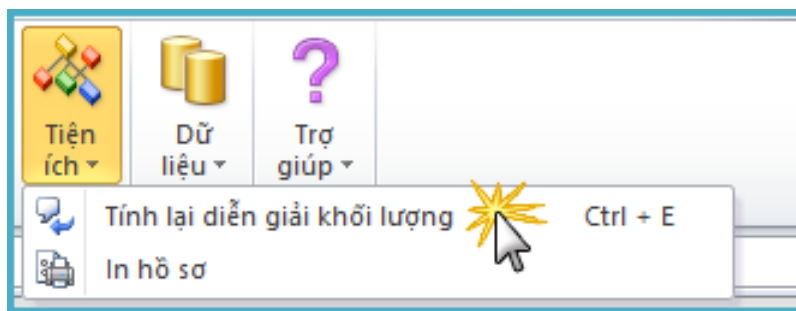 Tiện ích
Dữ liệu
Trợ giúp
Tính lại diễn giải khối lượng Ctrl + E
In hồ sơ